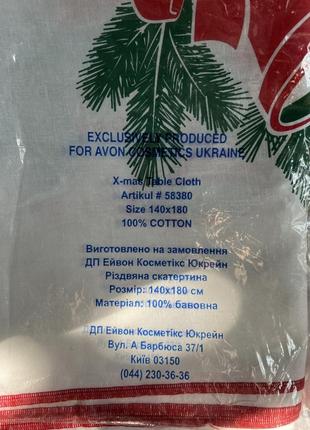 EXCLUSIVELY PRODUCED
FOR AVON COSMETICS UKRAINE
X-mas Table Cloth
Artikul # 58380
Size 140x180
100% COTTON
Виготовлено на замовлення
ДП Ейвон Косметікс Юкрейн
Різдвяна скатертина
Розмір: 140х180 см
Матеріал: 100% бавовна
ДП Ейвон Косметікс Юкрейн
Вул. А Барбюса 37/1
Київ 03150
(044) 230-36-36